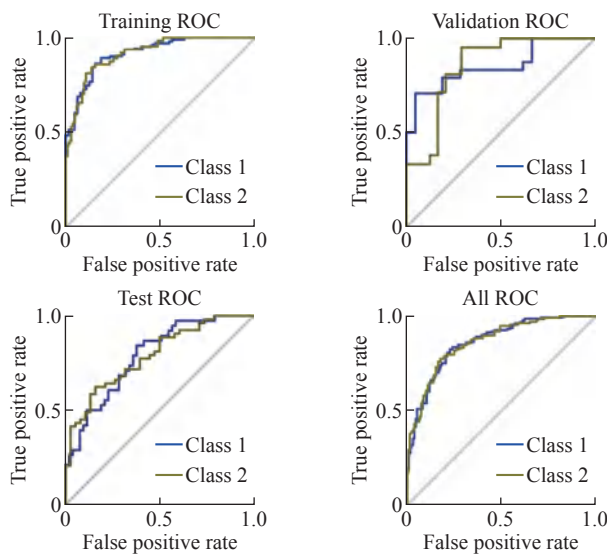 Training ROC
1.0
0.5
0
True positive rate
Class 1
Class 2
0 0.5 1.0
False positive rate
Validation ROC
1.0
0.5
0
True positive rate
Class 1
Class 2
0 0.5 1.0
False positive rate
Test ROC
1.0
0.5
0
True positive rate
Class 1
Class 2
0 0.5 1.0
False positive rate
All ROC
1.0
0.5
0
True positive rate
Class 1
Class 2
0 0.5 1.0
False positive rate